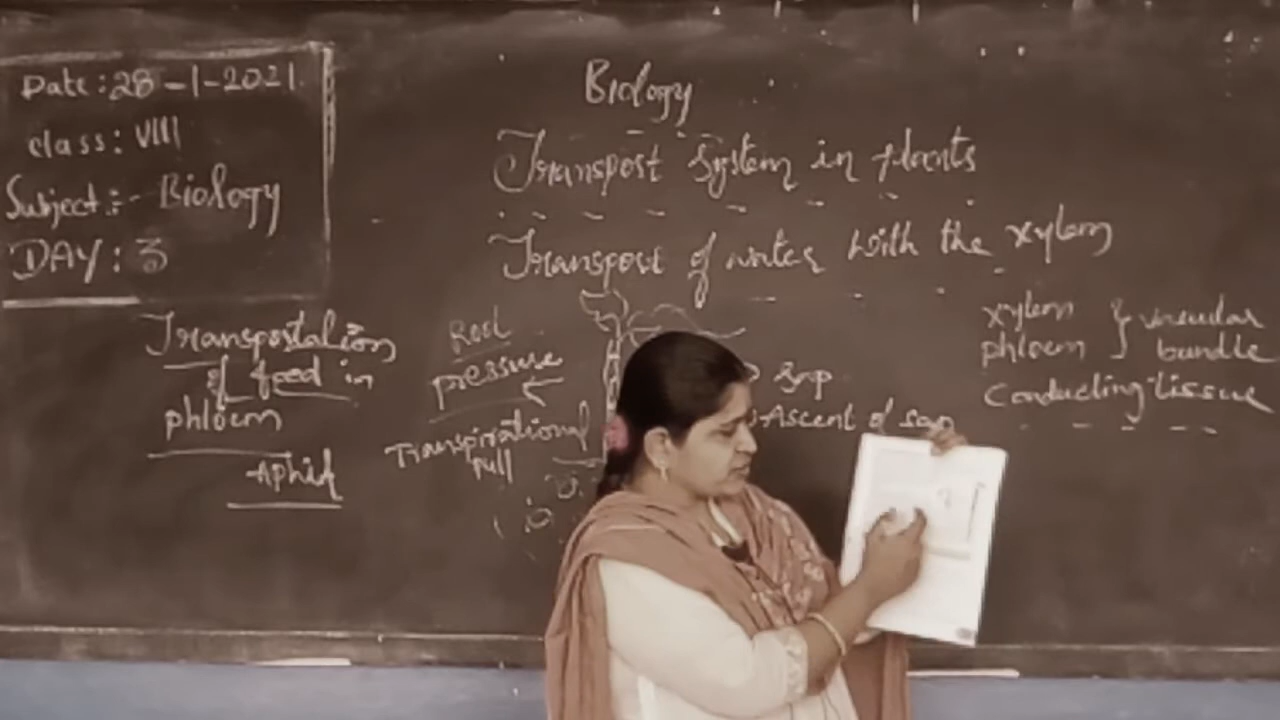 Date: 28-1-2021
class: VIII
Subject:- Biology
DAY: 3
Biology
Transport system in plants
Transport of water with the xylem
Transportation
of food in
phloem
Aphid
Root
pressure
Transpirational
pull
Sap
Ascent of sap
xylem
phloem } vascular bundle
Conducting tissue